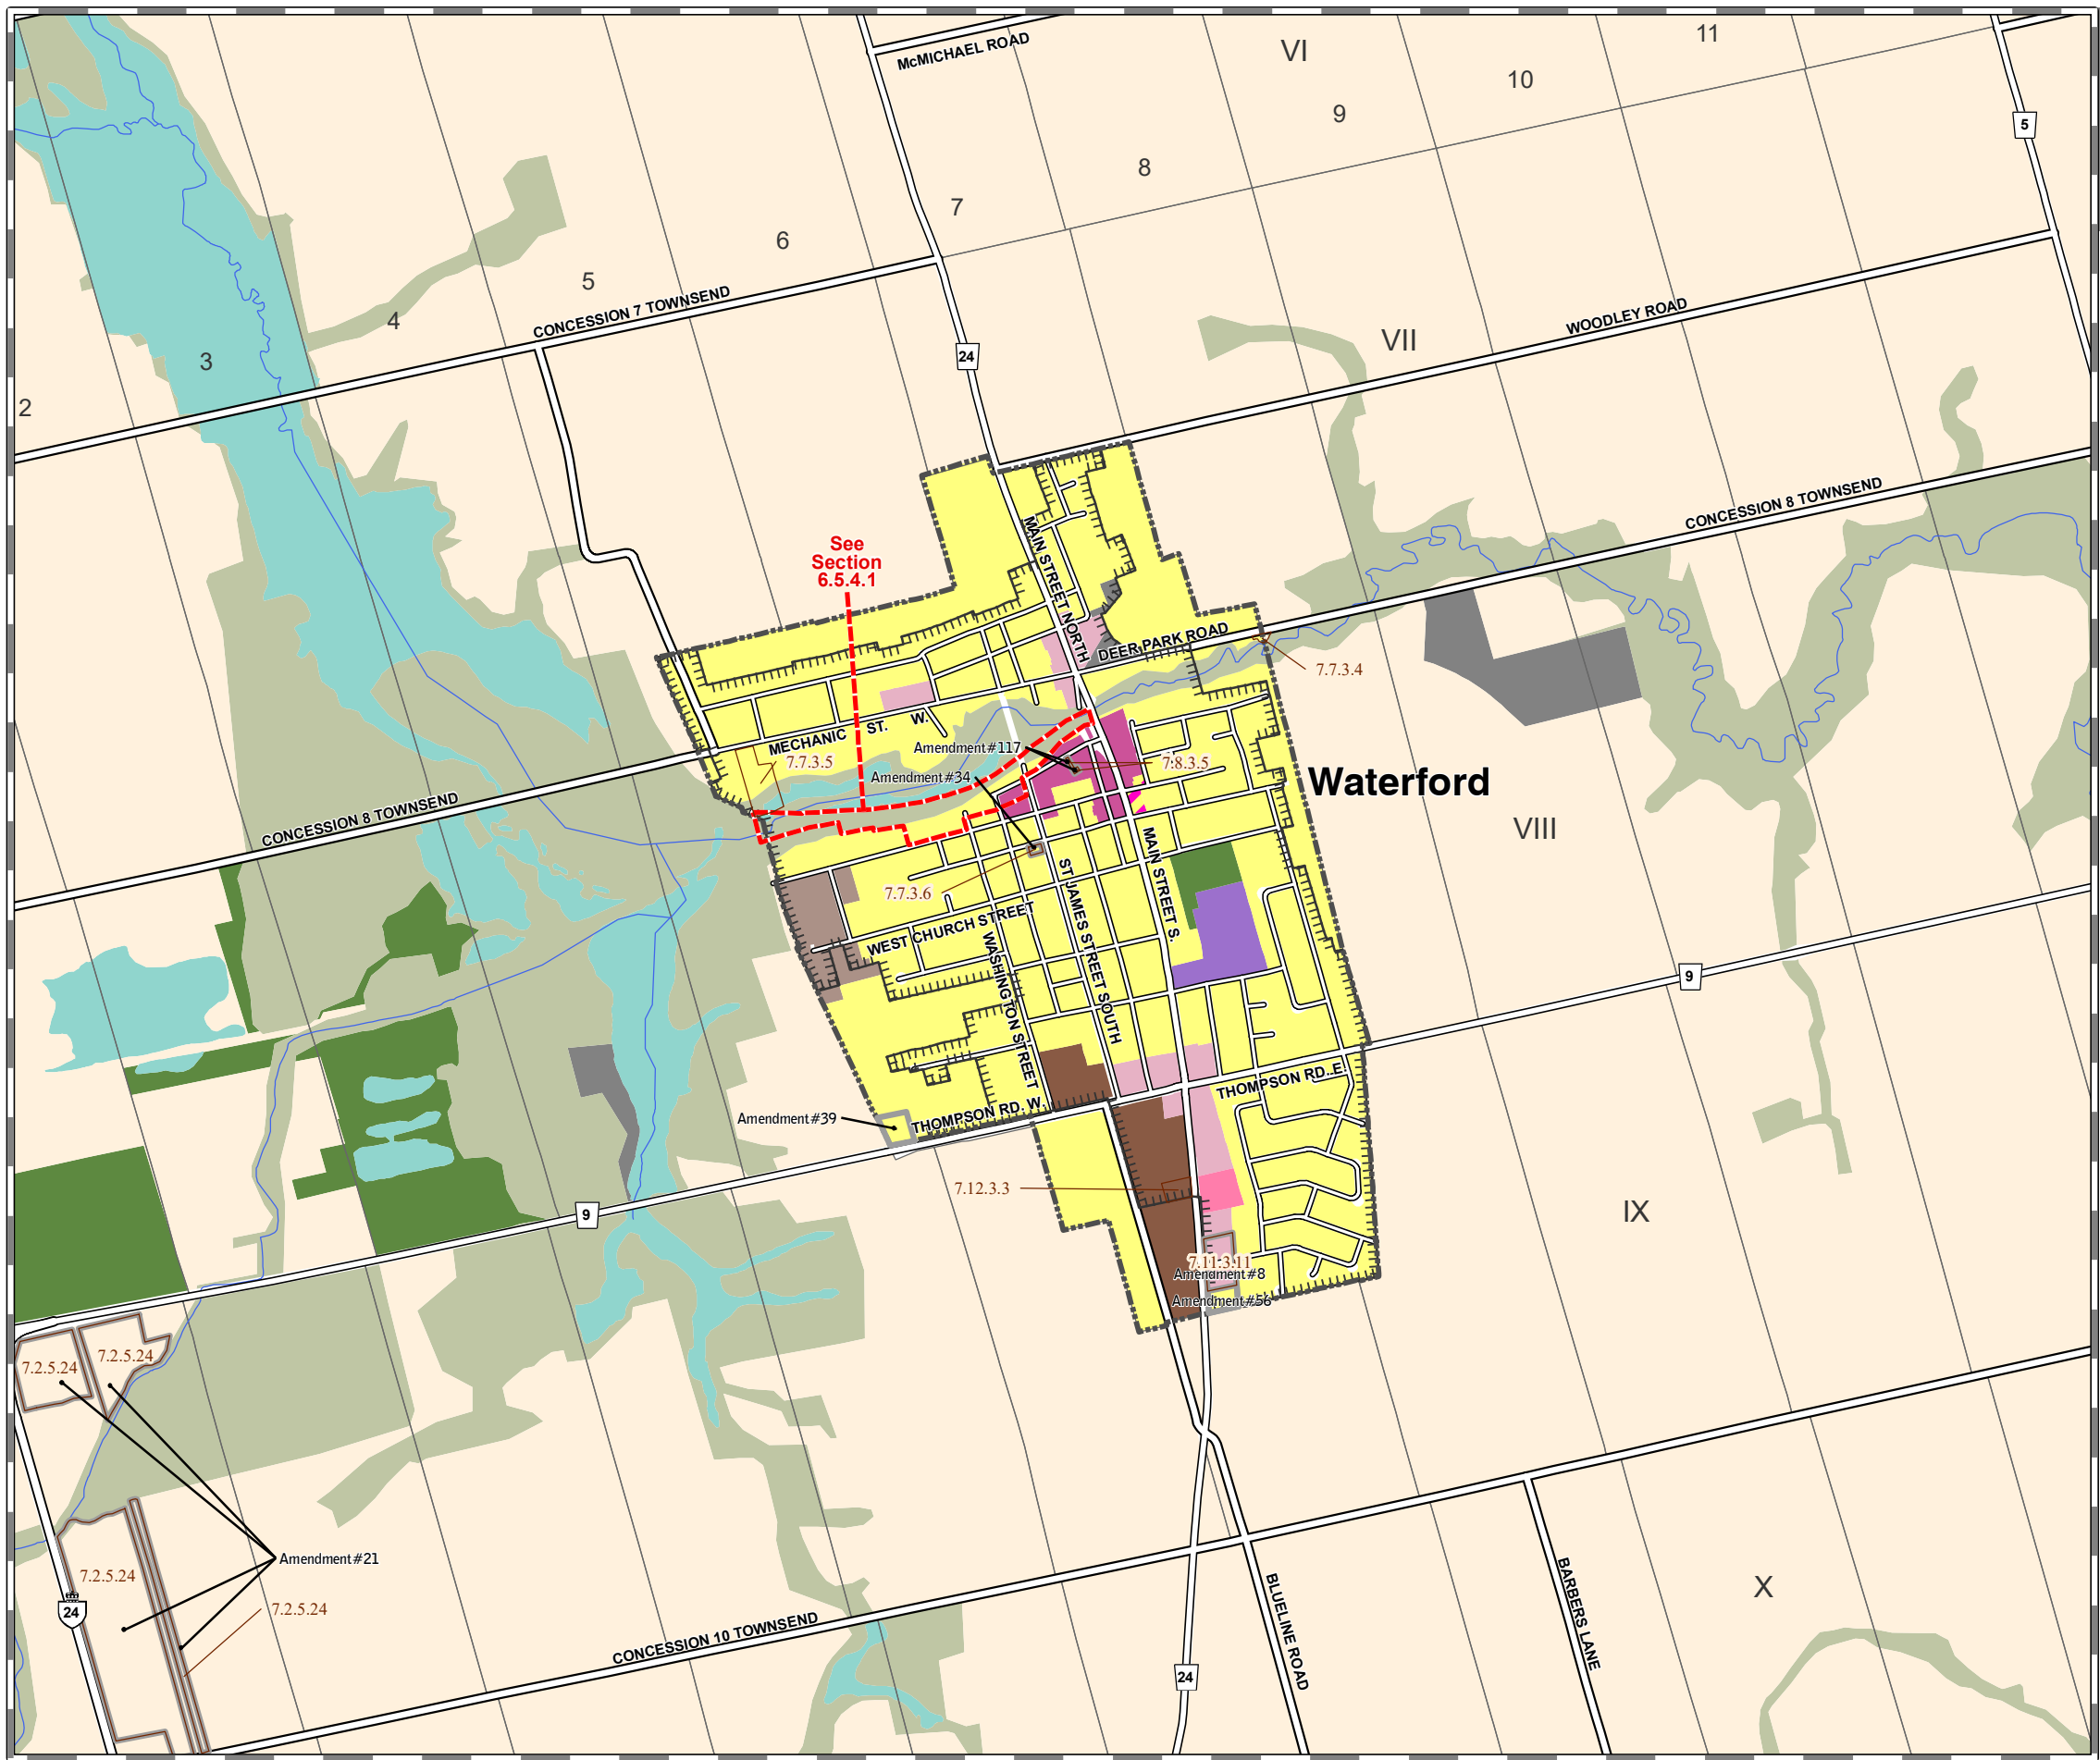 McMICHAEL ROAD
VI
11
10
9
5
8
7
6
5
4
3
2
CONCESSION 7 TOWNSEND
24
VII
WOODLEY ROAD
CONCESSION 8 TOWNSEND
See
Section
6.5.4.1
MAIN STREET NORTH
DEER PARK ROAD
7.7.3.4
MECHANIC ST. W.
Amendment#117
7.7.3.5
7:8.3.5
Amendment#34
Waterford
CONCESSION 8 TOWNSEND
VIII
7.7.3.6
MAIN STREET S.
ST JAMES STREET SOUTH
WEST CHURCH STREET
WASHINGTON STREET
9
THOMPSON RD. E.
THOMPSON RD. W.
Amendment#39
7.12.3.3
9
IX
7.11.3.11
Amendment#8
Amendment#56
7.2.5.24
7.2.5.24
Amendment#21
7.2.5.24
7.2.5.24
24
CONCESSION 10 TOWNSEND
24
BLUELINE ROAD
BARBERS LANE
X